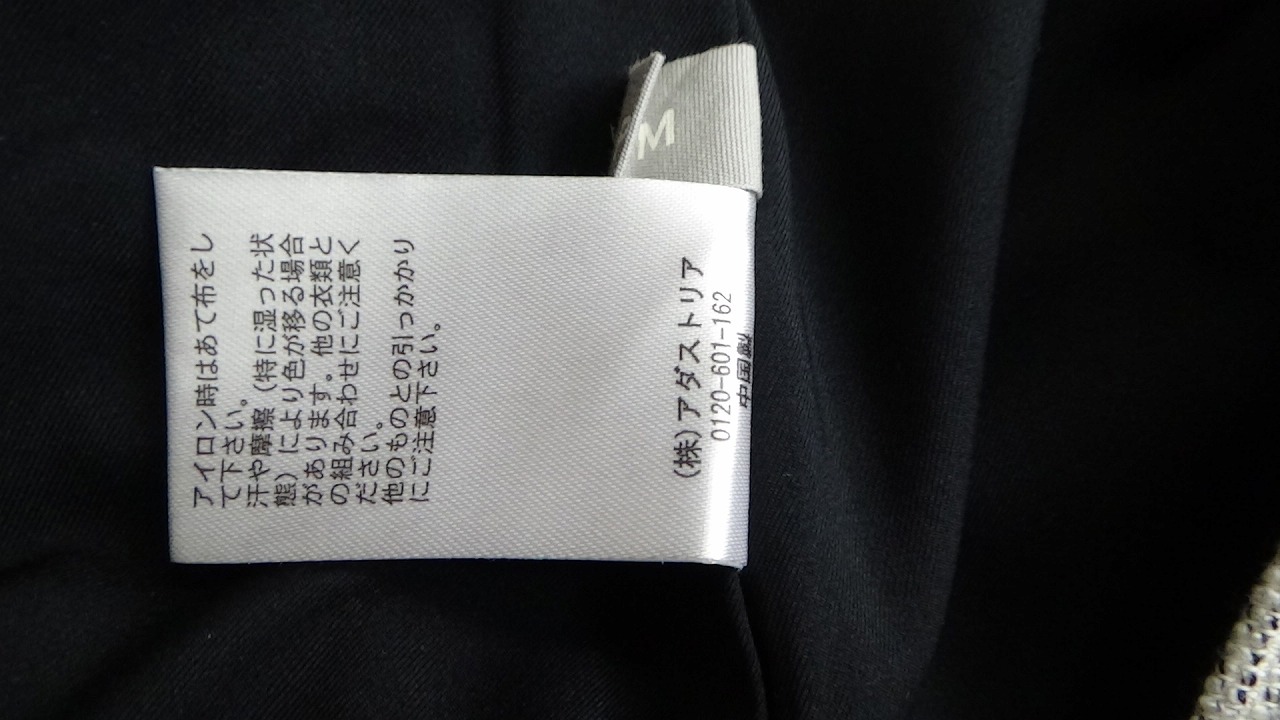 M
アイロン時はあて布をし
て下さい。
汗や摩擦（特に湿った状
態）により色が移る場合
があります。他の衣類と
の組み合わせにご注意く
ださい。
他のものとの引っかかり
にご注意下さい。
（株）アダストリア
0120-601-162
中国製